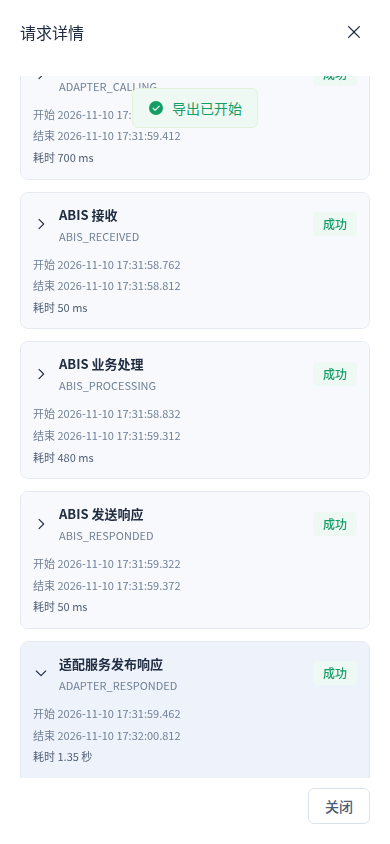 请求详情
成功
ADAPTER_CALLING
导出已开始
开始 2026-11-10 17:
结束 2026-11-10 17:31:59.412
耗时 700 ms
ABIS 接收
成功
ABIS_RECEIVED
开始 2026-11-10 17:31:58.762
结束 2026-11-10 17:31:58.812
耗时 50 ms
ABIS 业务处理
成功
ABIS_PROCESSING
开始 2026-11-10 17:31:58.832
结束 2026-11-10 17:31:59.312
耗时 480 ms
ABIS 发送响应
成功
ABIS_RESPONDED
开始 2026-11-10 17:31:59.322
结束 2026-11-10 17:31:59.372
耗时 50 ms
适配服务发布响应
成功
ADAPTER_RESPONDED
开始 2026-11-10 17:31:59.462
结束 2026-11-10 17:32:00.812
耗时 1.35 秒
关闭